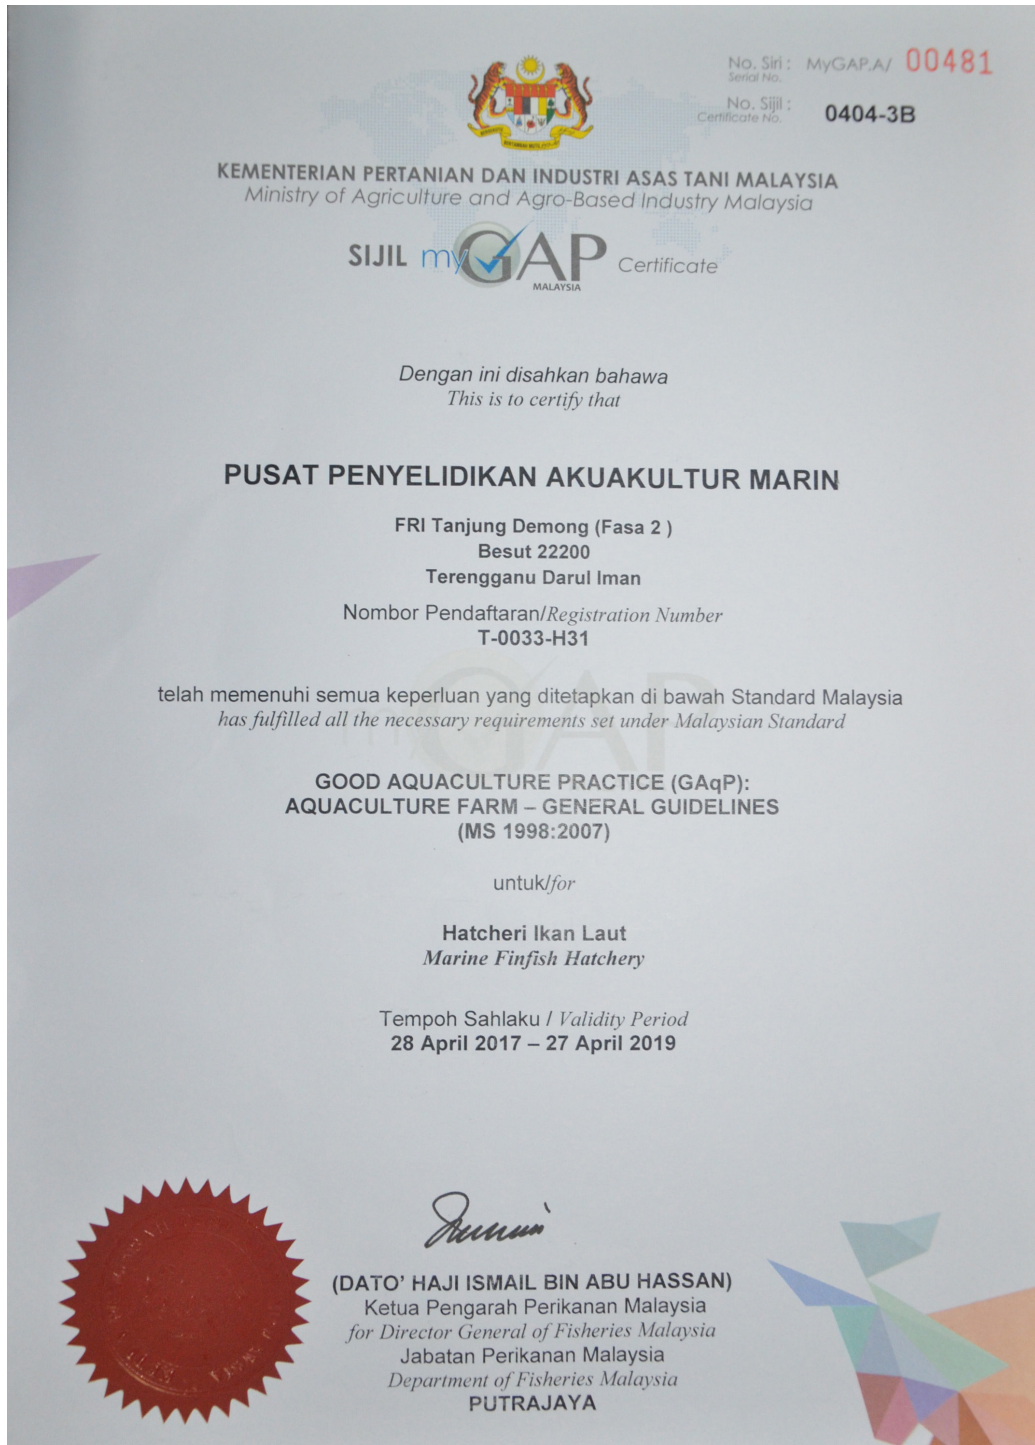 No. Siri : MyGAP.A/ 00481
Serial No.
No. Sijil : 0404-3B
Certificate No.
KEMENTERIAN PERTANIAN DAN INDUSTRI ASAS TANI MALAYSIA
Ministry of Agriculture and Agro-Based Industry Malaysia
SIJIL myGAP Certificate
MALAYSIA
Dengan ini disahkan bahawa
This is to certify that
PUSAT PENYELIDIKAN AKUAKULTUR MARIN
FRI Tanjung Demong (Fasa 2 )
Besut 22200
Terengganu Darul Iman
Nombor Pendaftaran/Registration Number
T-0033-H31
telah memenuhi semua keperluan yang ditetapkan di bawah Standard Malaysia
has fulfilled all the necessary requirements set under Malaysian Standard
GOOD AQUACULTURE PRACTICE (GAqP):
AQUACULTURE FARM – GENERAL GUIDELINES
(MS 1998:2007)
untuk/for
Hatcheri Ikan Laut
Marine Finfish Hatchery
Tempoh Sahlaku / Validity Period
28 April 2017 – 27 April 2019
(DATO' HAJI ISMAIL BIN ABU HASSAN)
Ketua Pengarah Perikanan Malaysia
for Director General of Fisheries Malaysia
Jabatan Perikanan Malaysia
Department of Fisheries Malaysia
PUTRAJAYA